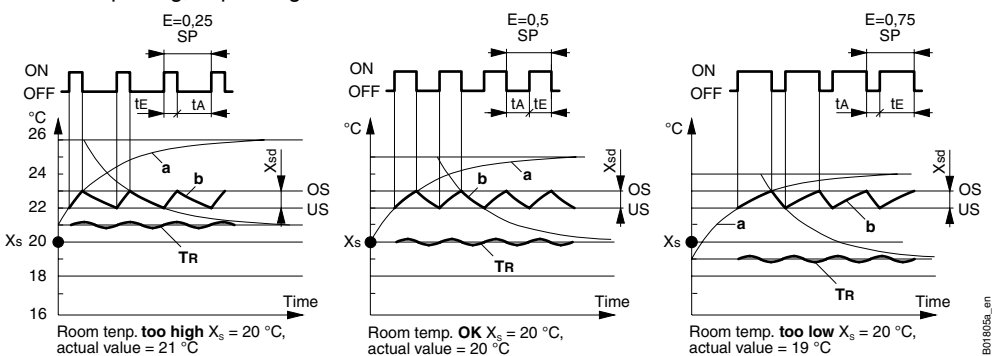 E=0,25
SP
ON
OFF
tE
tA
°C
26
24
22
Xs 20
18
16
a
b
Xsd
OS
US
TR
Time
Room tenp. too high Xs = 20 °C,
actual value = 21 °C
E=0,5
SP
ON
OFF
tA
tE
°C
a
b
Xsd
OS
US
Xs
TR
Time
Room temp. OK Xs = 20 °C,
actual value = 20 °C
E=0,75
SP
ON
OFF
tA
tE
°C
Xsd
OS
US
a
b
Xs
TR
Time
Room temp. too low Xs = 20 °C,
actual value = 19 °C
B01805a_en